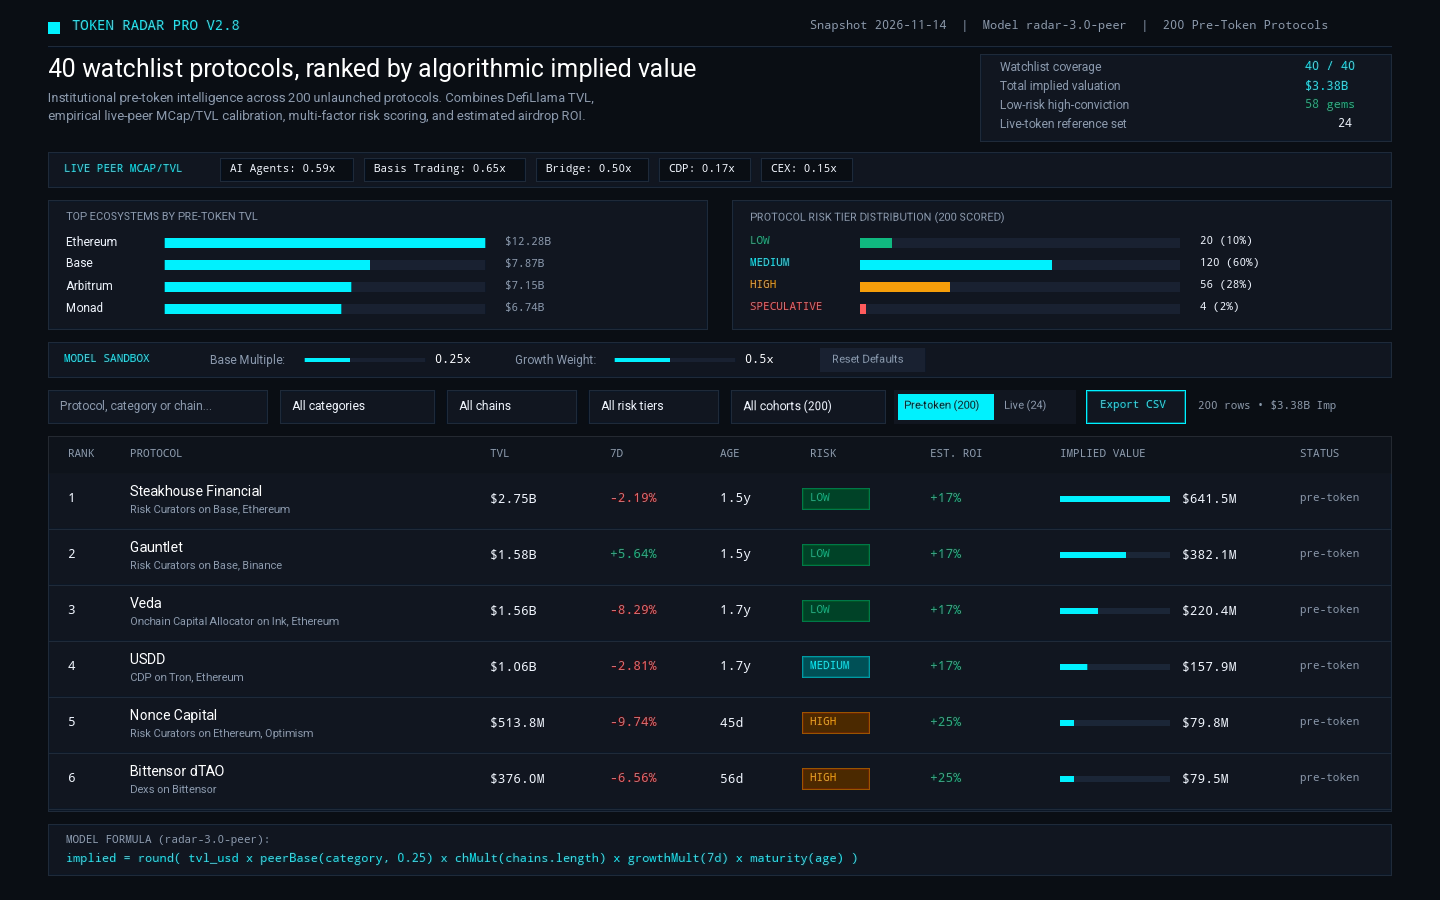 TOKEN RADAR PRO V2.8
Snapshot 2026-11-14 | Model radar-3.0-peer | 200 Pre-Token Protocols
40 watchlist protocols, ranked by algorithmic implied value
Institutional pre-token intelligence across 200 unlaunched protocols. Combines DefiLlama TVL,
empirical live-peer MCap/TVL calibration, multi-factor risk scoring, and estimated airdrop ROI.
Watchlist coverage 40 / 40
Total implied valuation $3.38B
Low-risk high-conviction 58 gems
Live-token reference set 24
LIVE PEER MCAP/TVL AI Agents: 0.59x Basis Trading: 0.65x Bridge: 0.50x CDP: 0.17x CEX: 0.15x
TOP ECOSYSTEMS BY PRE-TOKEN TVL
Ethereum $12.28B
Base $7.87B
Arbitrum $7.15B
Monad $6.74B
PROTOCOL RISK TIER DISTRIBUTION (200 SCORED)
LOW 20 (10%)
MEDIUM 120 (60%)
HIGH 56 (28%)
SPECULATIVE 4 (2%)
MODEL SANDBOX Base Multiple: 0.25x Growth Weight: 0.5x Reset Defaults
Protocol, category or chain... All categories All chains All risk tiers All cohorts (200) Pre-token (200) Live (24) Export CSV 200 rows • $3.38B Imp
RANK PROTOCOL TVL 7D AGE RISK EST. ROI IMPLIED VALUE STATUS
1 Steakhouse Financial $2.75B -2.19% 1.5y LOW +17% $641.5M pre-token
Risk Curators on Base, Ethereum
2 Gauntlet $1.58B +5.64% 1.5y LOW +17% $382.1M pre-token
Risk Curators on Base, Binance
3 Veda $1.56B -8.29% 1.7y LOW +17% $220.4M pre-token
Onchain Capital Allocator on Ink, Ethereum
4 USDD $1.06B -2.81% 1.7y MEDIUM +17% $157.9M pre-token
CDP on Tron, Ethereum
5 Nonce Capital $513.8M -9.74% 45d HIGH +25% $79.8M pre-token
Risk Curators on Ethereum, Optimism
6 Bittensor dTAO $376.0M -6.56% 56d HIGH +25% $79.5M pre-token
Dexs on Bittensor
MODEL FORMULA (radar-3.0-peer):
implied = round( tvl_usd x peerBase(category, 0.25) x chMult(chains.length) x growthMult(7d) x maturity(age) )